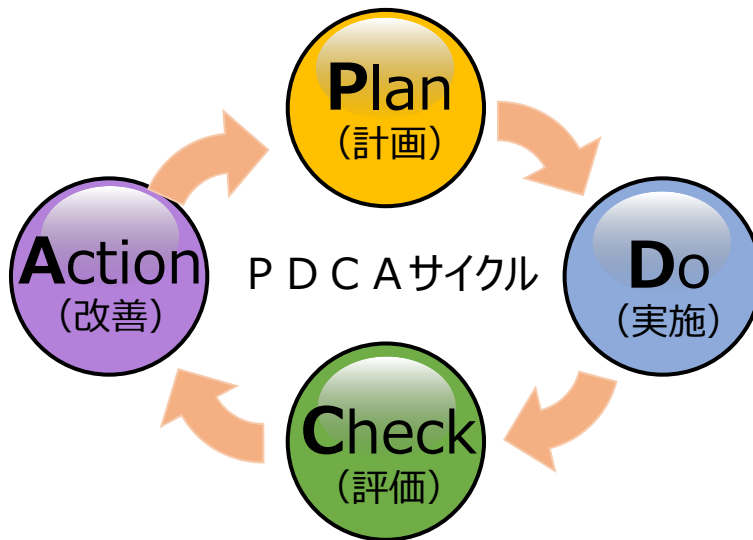 Plan
（計画）
Action
（改善）
ＰＤＣＡサイクル
Do
（実施）
Check
（評価）